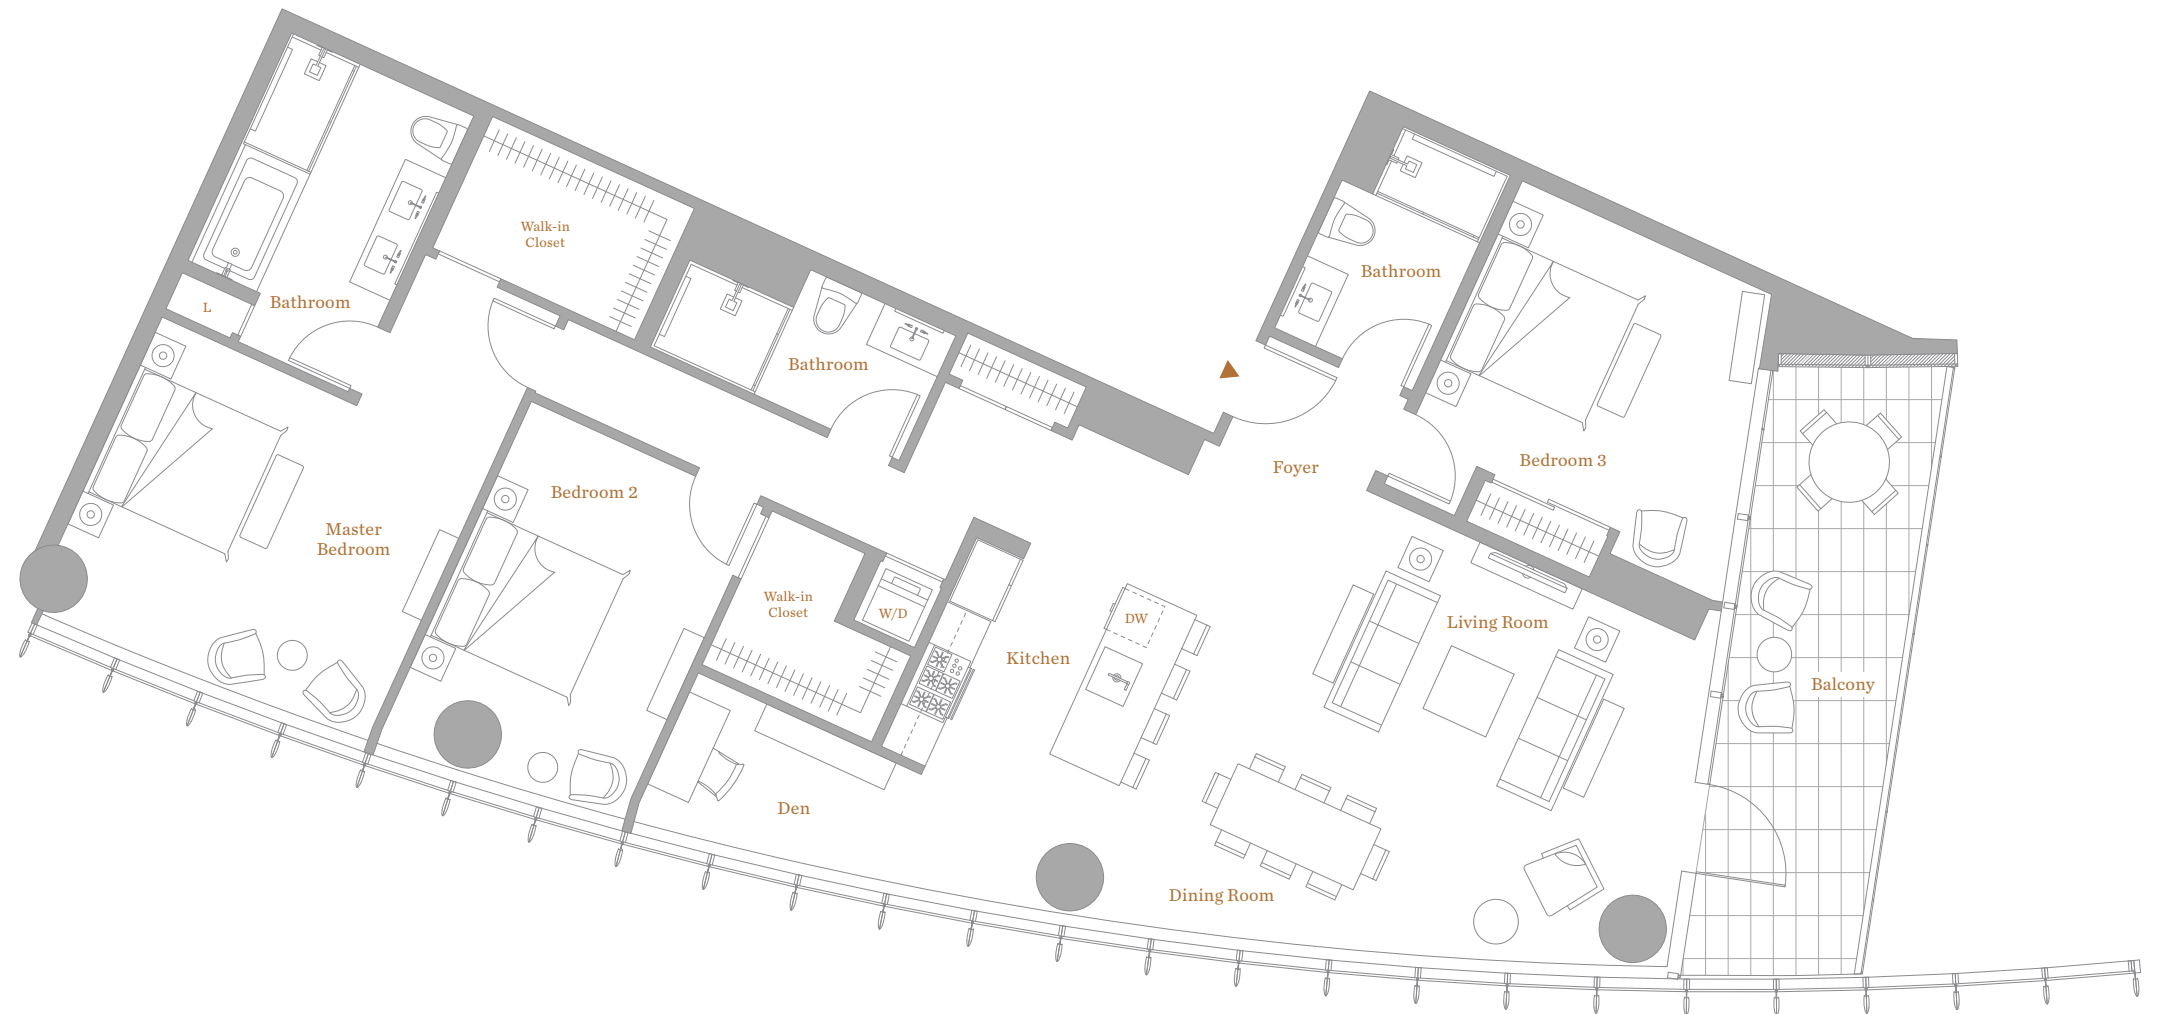 Walk-in
Closet
Bathroom
L
Bathroom
Bathroom
Master
Bedroom
Bedroom 2
Foyer
Bedroom 3
Walk-in
Closet
W/D
DW
Kitchen
Living Room
Balcony
Den
Dining Room